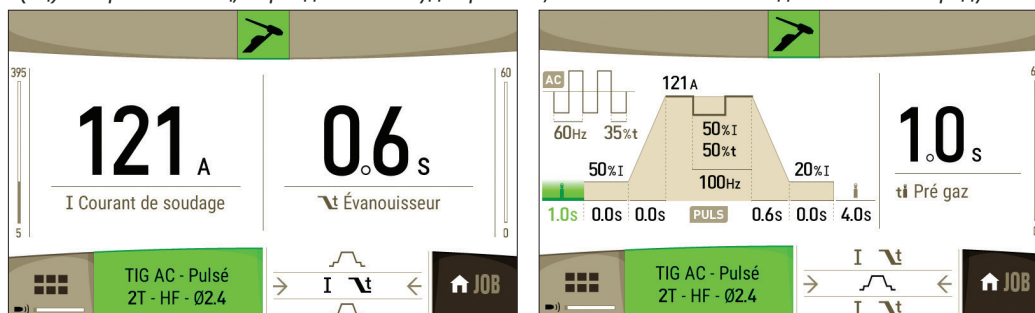 395
60
121 A
0.6 s
I Courant de soudage
t Évanouisseur
5
0
TIG AC - Pulsé
2T - HF - Ø2.4
I t
JOB
AC
121 A
60Hz 35%t
50%I
50%t
50%I
100Hz
20%I
1.0s 0.0s 0.0s PULS 0.6s 0.0s 4.0s
1.0 s
t Pré gaz
TIG AC - Pulsé
2T - HF - Ø2.4
I t
I t
JOB